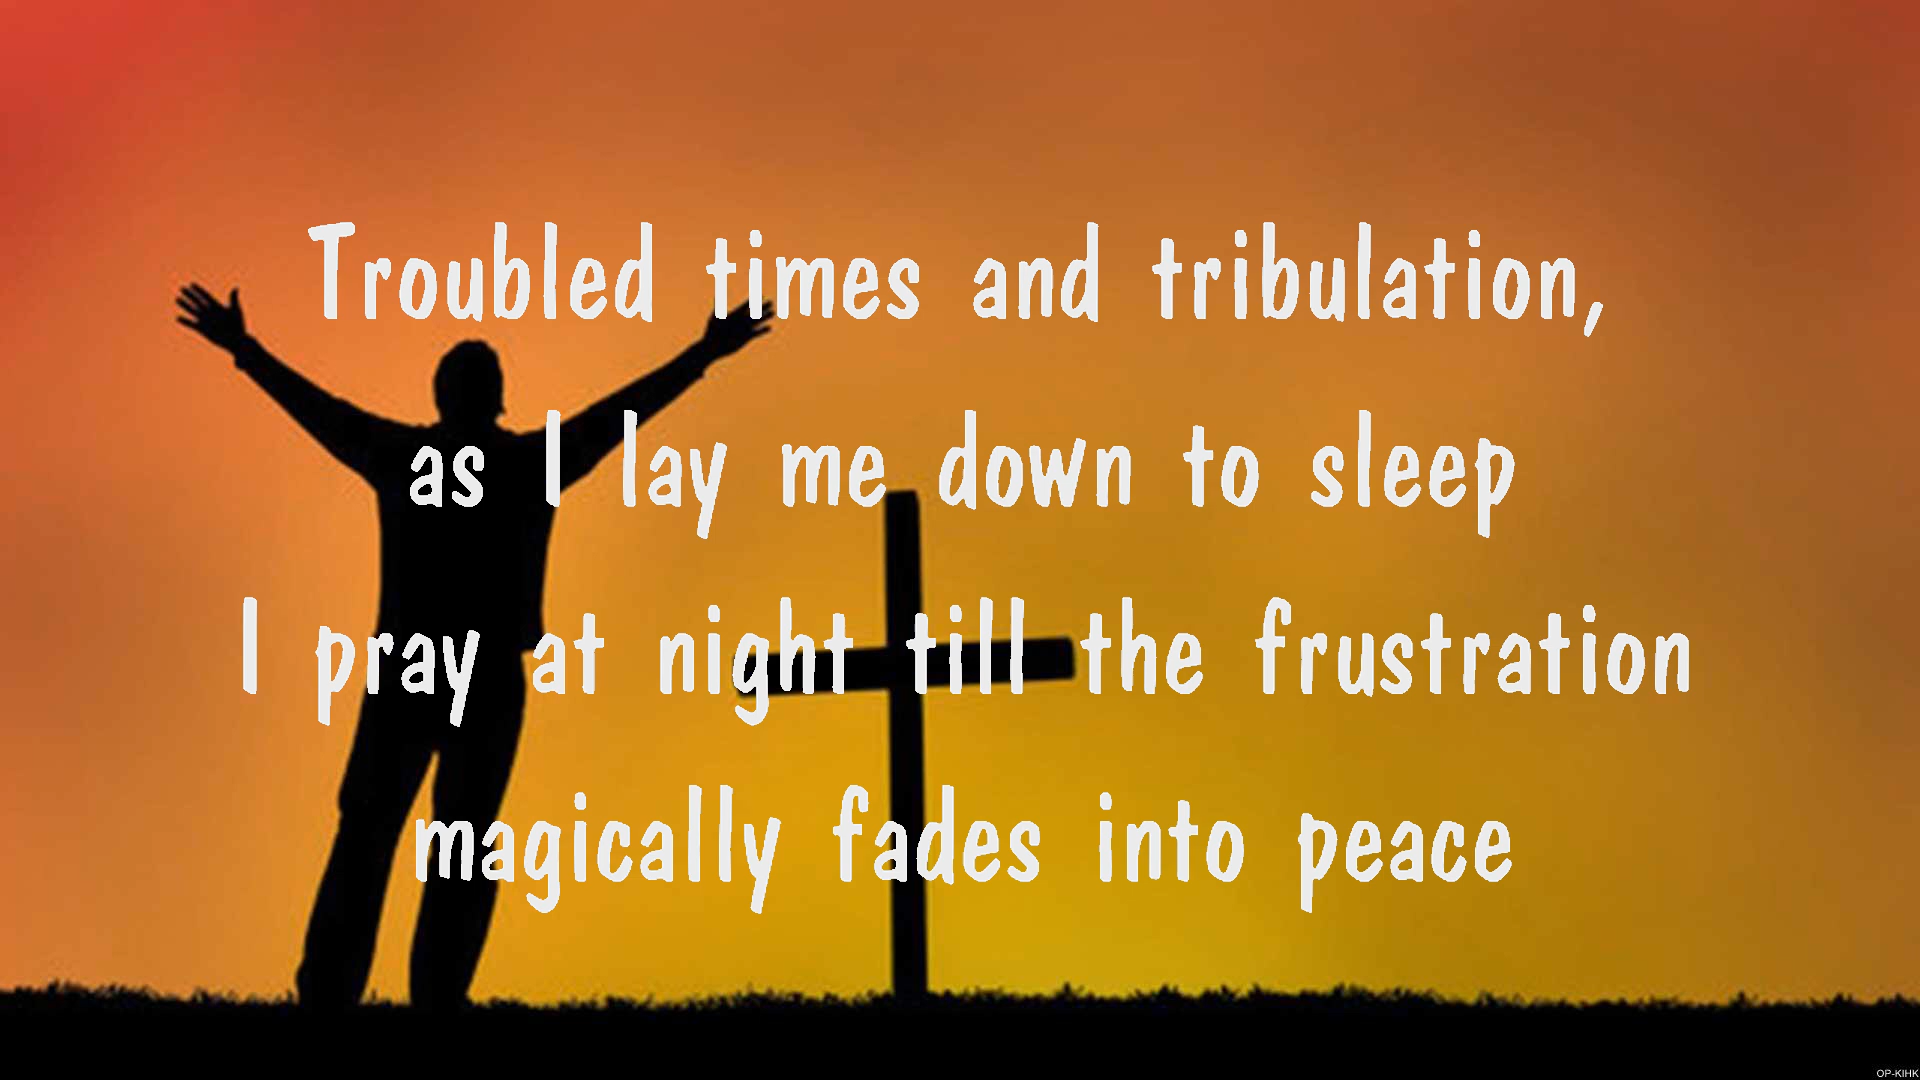 Troubled times and tribulation,
as I lay me down to sleep
I pray at night till the frustration
magically fades into peace
OP-KIHK